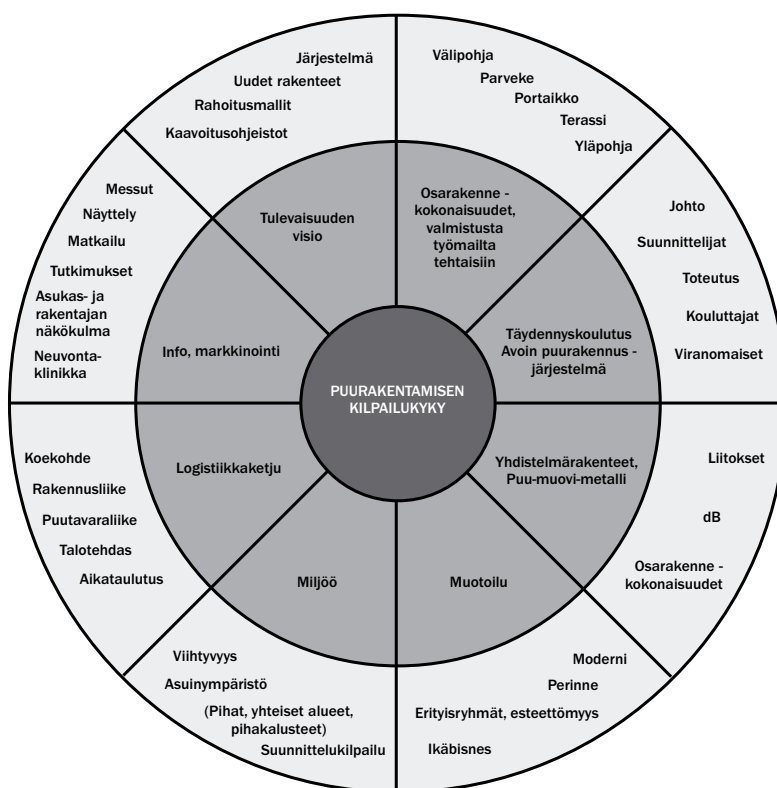 Järjestelmä
Uudet rakenteet
Rahoitusmallit
Kaavoitusohjeistot
Välipohja
Parveke
Portaikko
Terassi
Yläpohja
Messut
Näyttely
Matkailu
Tutkimukset
Asukas- ja
rakentajan
näkökulma
Neuvonta-
klinikka
Tulevaisuuden
visio
Osarakenne -
kokonaisuudet,
valmistusta
työmailta
tehtaisiin
Johto
Suunnittelijat
Toteutus
Kouluttajat
Viranomaiset
Info, markkinointi
Täydennyskoulutus
Avoin puurakennus -
järjestelmä
PUURAKENTAMISEN
KILPAILUKYKY
Koekohde
Rakennusliike
Puutavaraliike
Talotehdas
Aikataulutus
Logistiikkaketju
Yhdistelmärakenteet,
Puu-muovi-metalli
Liitokset
dB
Osarakenne -
kokonaisuudet
Miljöö
Muotoilu
Viihtyvyys
Asuinympäristö
(Pihat, yhteiset alueet,
pihakalusteet)
Suunnittelukilpailu
Moderni
Perinne
Erityisryhmät, esteettömyys
Ikäbisnes